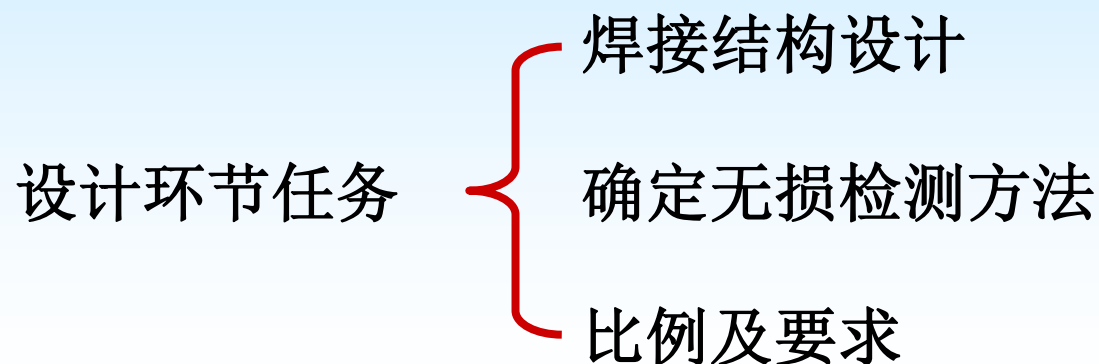 设计环节任务
焊接结构设计
确定无损检测方法
比例及要求